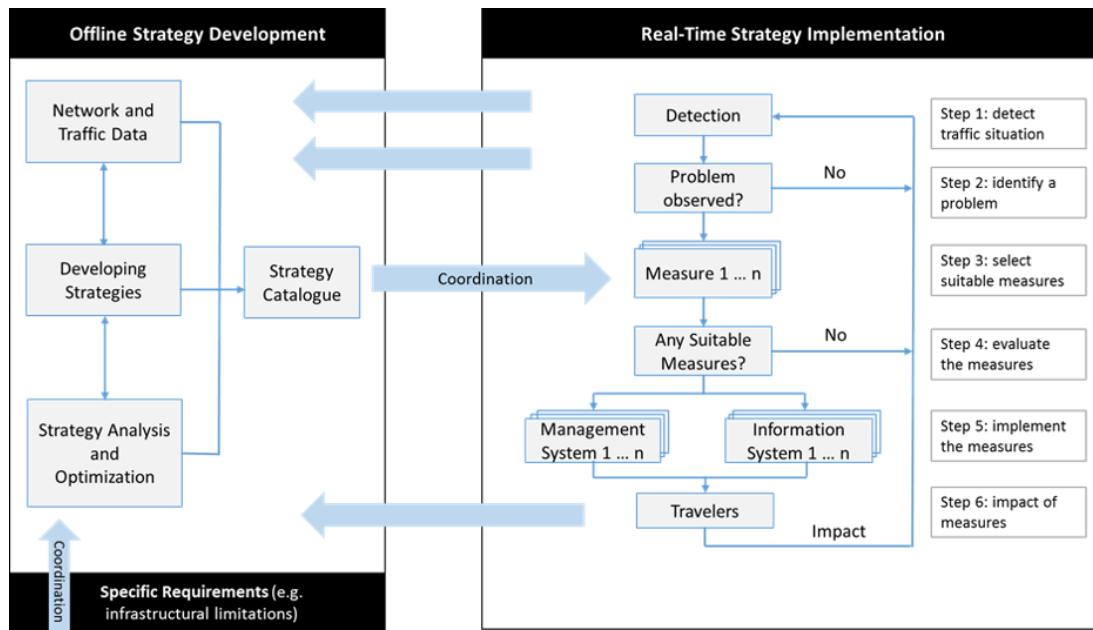 Offline Strategy Development
Network and
Traffic Data
Developing
Strategies
Strategy
Catalogue
Strategy Analysis
and
Optimization
Coordination
Specific Requirements (e.g.
infrastructural limitations)
Coordination
Real-Time Strategy Implementation
Detection
Problem
observed?
No
Measure 1 ... n
Any Suitable
Measures?
No
Management
System 1 ... n
Information
System 1 ... n
Travelers
Impact
Step 1: detect
traffic situation
Step 2: identify a
problem
Step 3: select
suitable measures
Step 4: evaluate
the measures
Step 5: implement
the measures
Step 6: impact of
measures